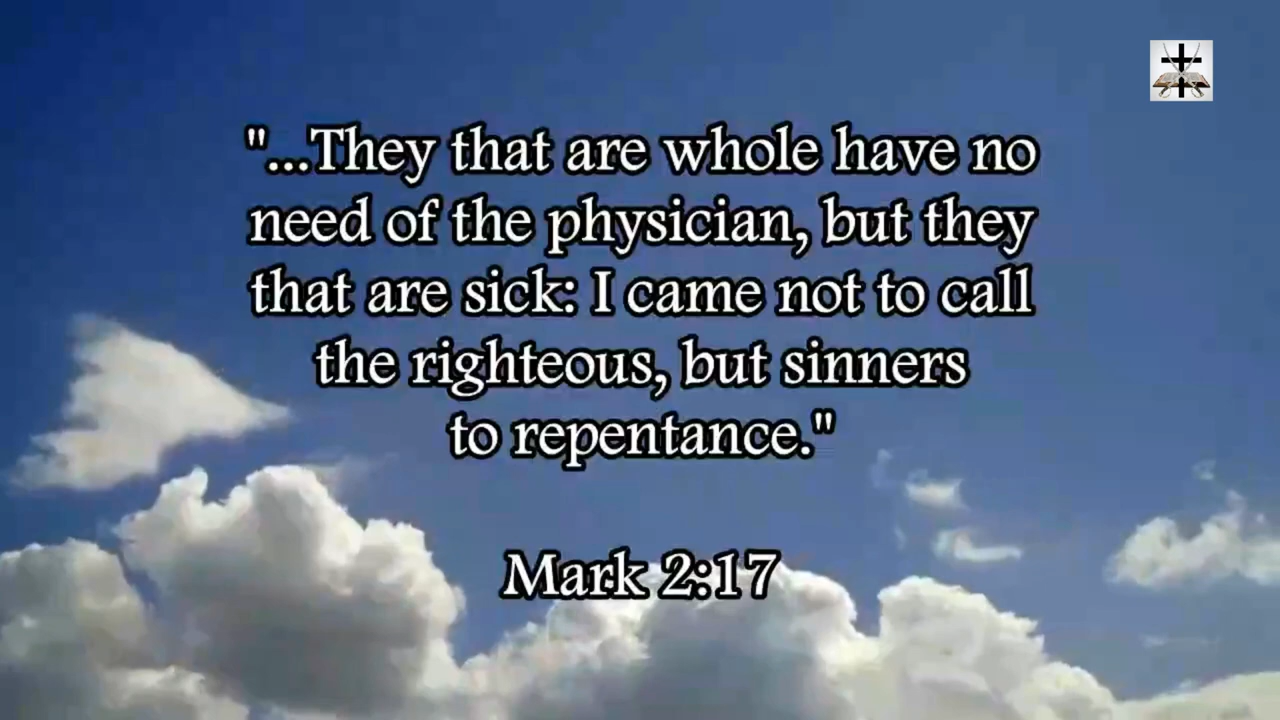 "...They that are whole have no
need of the physician, but they
that are sick: I came not to call
the righteous, but sinners
to repentance."
Mark 2:17